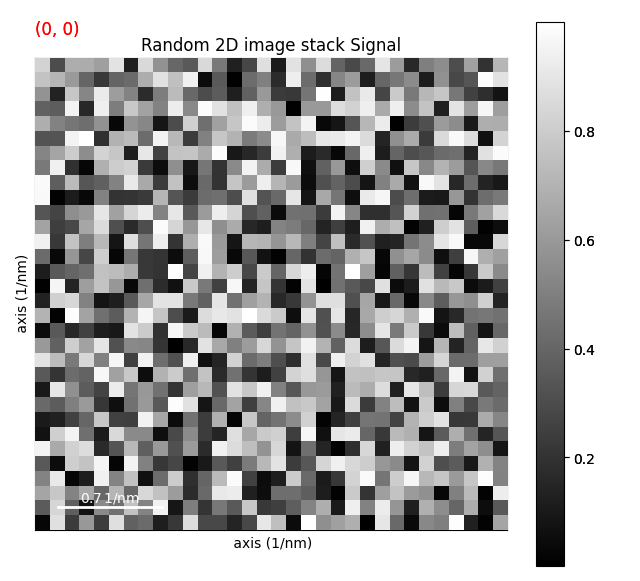 (0, 0)
Random 2D image stack Signal
0.8
0.6
0.4
0.2
axis (1/nm)
0.7 1/nm
axis (1/nm)